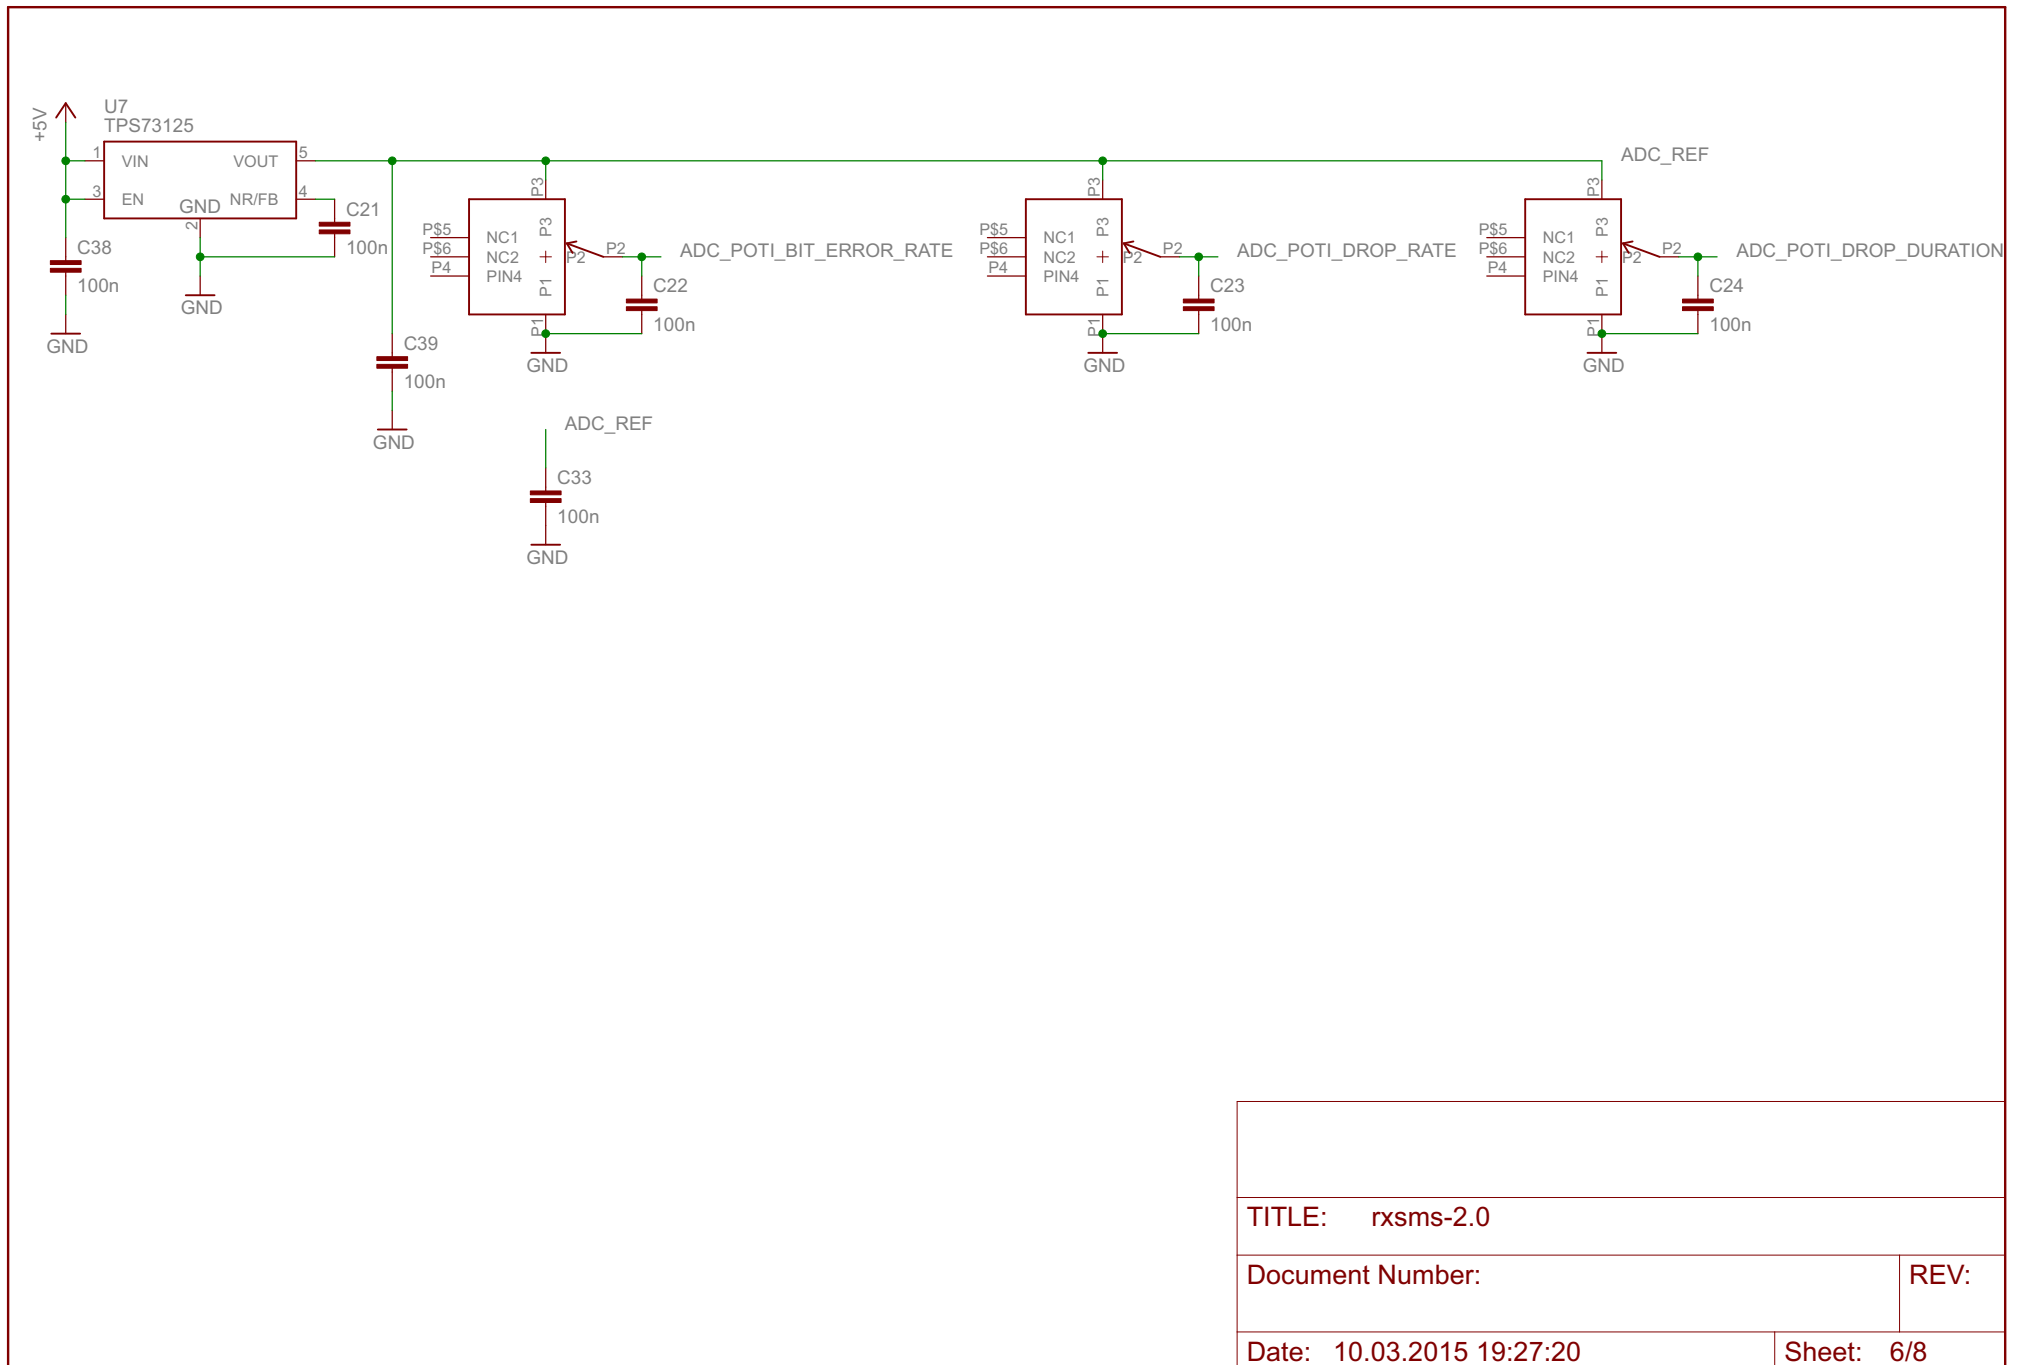 +5V
U7
TPS73125
1 VIN VOUT 5
3 EN GND NR/FB 4
2
C21
100n
C38
100n
GND
GND
C39
100n
GND
P3
P$5 NC1 P3
P$6 NC2 + P2 P2 ADC_POTI_BIT_ERROR_RATE
P4 PIN4 P1
C22
100n
P1
GND
ADC_REF
C33
100n
GND
P3
P$5 NC1 P3
P$6 NC2 + P2 P2 ADC_POTI_DROP_RATE
P4 PIN4 P1
C23
100n
P1
GND
ADC_REF
P3
P$5 NC1 P3
P$6 NC2 + P2 P2 ADC_POTI_DROP_DURATION
P4 PIN4 P1
C24
100n
P1
GND
TITLE: rxsms-2.0
Document Number: REV:
Date: 10.03.2015 19:27:20 Sheet: 6/8